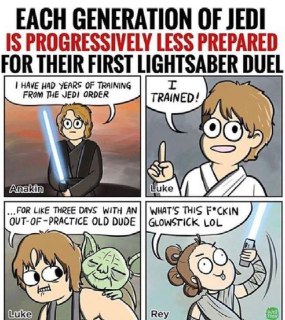 EACH GENERATION OF JEDI
IS PROGRESSIVELY LESS PREPARED
FOR THEIR FIRST LIGHTSABER DUEL
I HAVE HAD YEARS OF TRAINING
FROM THE JEDI ORDER
Anakin
I
TRAINED!
Luke
...FOR LIKE THREE DAYS WITH AN
OUT-OF-PRACTICE OLD DUDE
Luke
WHAT'S THIS F*CKIN
GLOWSTICK LOL
Rey